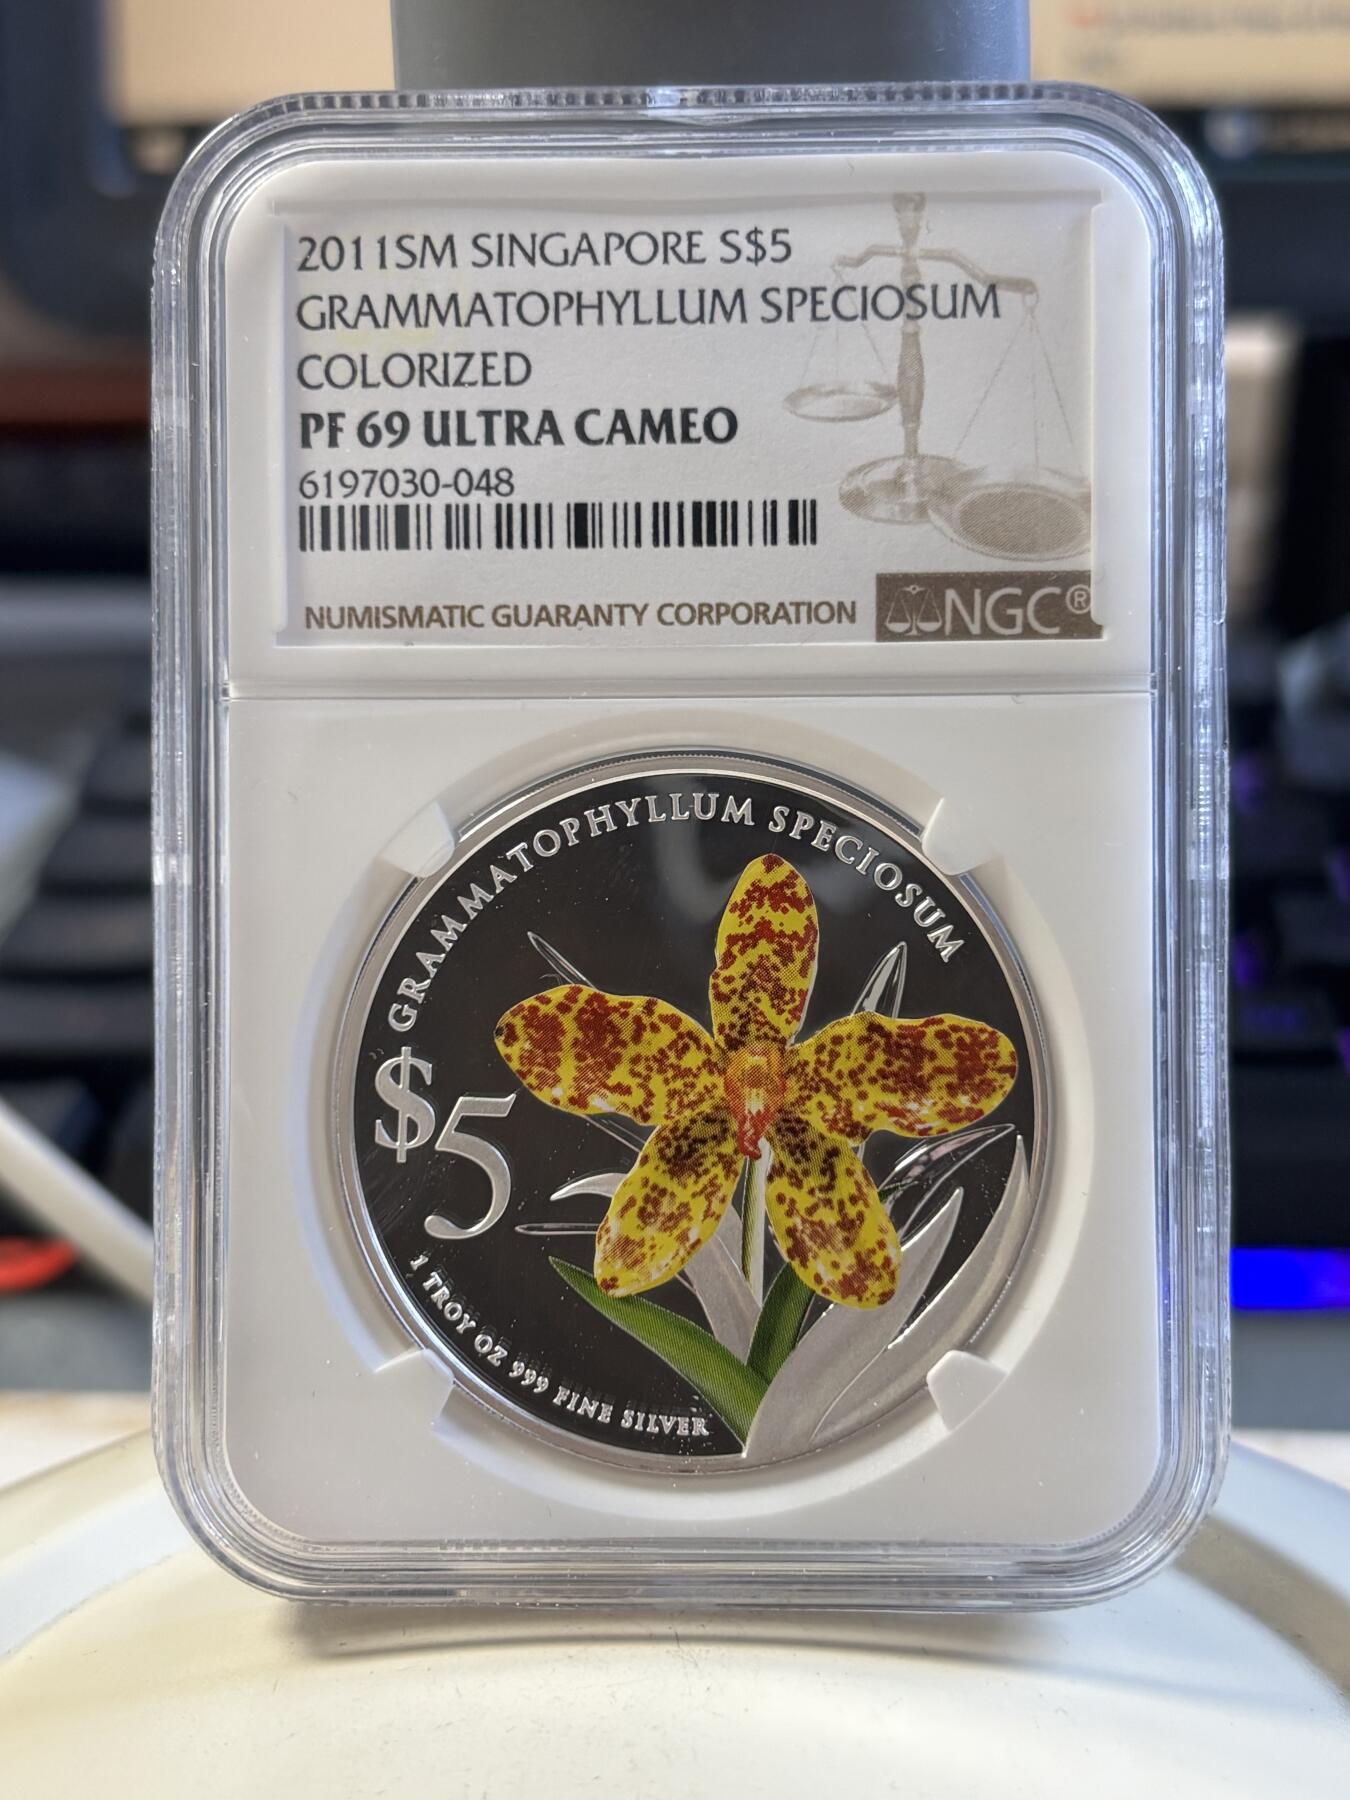 2011SM SINGAPORE S$5
GRAMMATOPHYLLUM SPECIOSUM
COLORIZED
PF 69 ULTRA CAMEO
6197030-048
NUMISMATIC GUARANTY CORPORATION
NGC®
GRAMMATOPHYLLUM SPECIOSUM
$5
1 TROY OZ 999 FINE SILVER